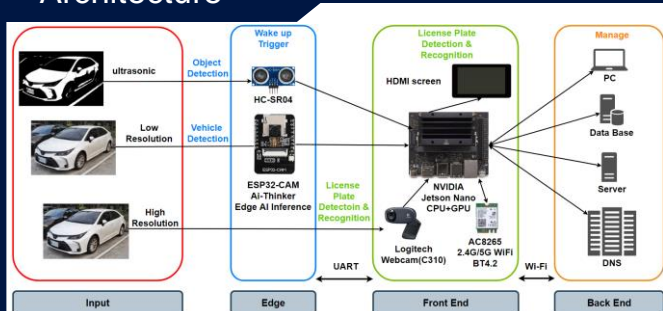 Architecture
Wake up
Trigger
License Plate
Detection &
Recognition
Manage
ultrasonic
Object
Detection
HC-SR04
HDMI screen
PC
Low
Resolution
Vehicle
Detection
Data Base
ESP32-CAM
Ai-Thinker
Edge AI Inference
NVIDIA
Jetson Nano
CPU+GPU
Server
High
Resolution
License
Plate
Detectoin &
Recognition
Logitech
Webcam(C310)
AC8265
2.4G/5G WiFi
BT4.2
DNS
UART
Wi-Fi
Input
Edge
Front End
Back End